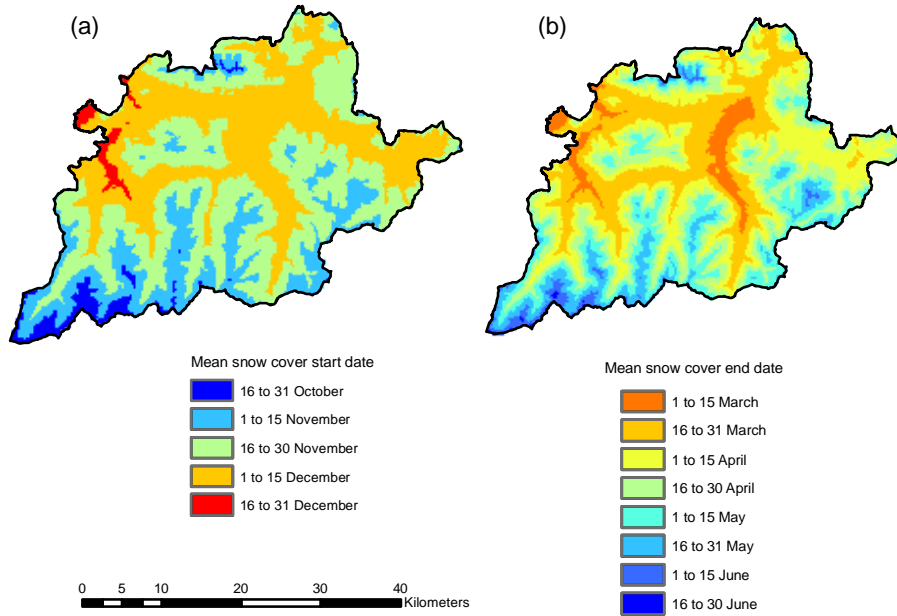 (a)
(b)
Mean snow cover start date
16 to 31 October
1 to 15 November
16 to 30 November
1 to 15 December
16 to 31 December
Mean snow cover end date
1 to 15 March
16 to 31 March
1 to 15 April
16 to 30 April
1 to 15 May
16 to 31 May
1 to 15 June
16 to 30 June
0 5 10 20 30 40
Kilometers